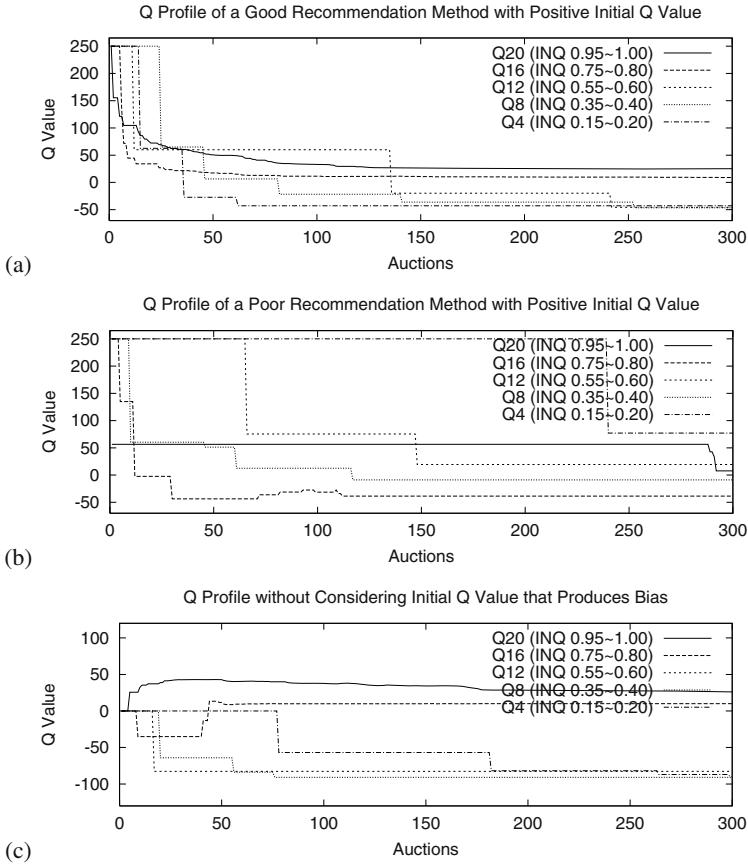 Q Profile of a Good Recommendation Method with Positive Initial Q Value
250
200
150
100
50
0
-50
Q Value
Q20 (INQ 0.95~1.00)
Q16 (INQ 0.75~0.80)
Q12 (INQ 0.55~0.60)
Q8 (INQ 0.35~0.40)
Q4 (INQ 0.15~0.20)
0 50 100 150 200 250 300
(a)
Auctions
Q Profile of a Poor Recommendation Method with Positive Initial Q Value
250
200
150
100
50
0
-50
Q Value
Q20 (INQ 0.95~1.00)
Q16 (INQ 0.75~0.80)
Q12 (INQ 0.55~0.60)
Q8 (INQ 0.35~0.40)
Q4 (INQ 0.15~0.20)
0 50 100 150 200 250 300
(b)
Auctions
Q Profile without Considering Initial Q Value that Produces Bias
100
50
0
-50
-100
Q Value
Q20 (INQ 0.95~1.00)
Q16 (INQ 0.75~0.80)
Q12 (INQ 0.55~0.60)
Q8 (INQ 0.35~0.40)
Q4 (INQ 0.15~0.20)
0 50 100 150 200 250 300
(c)
Auctions